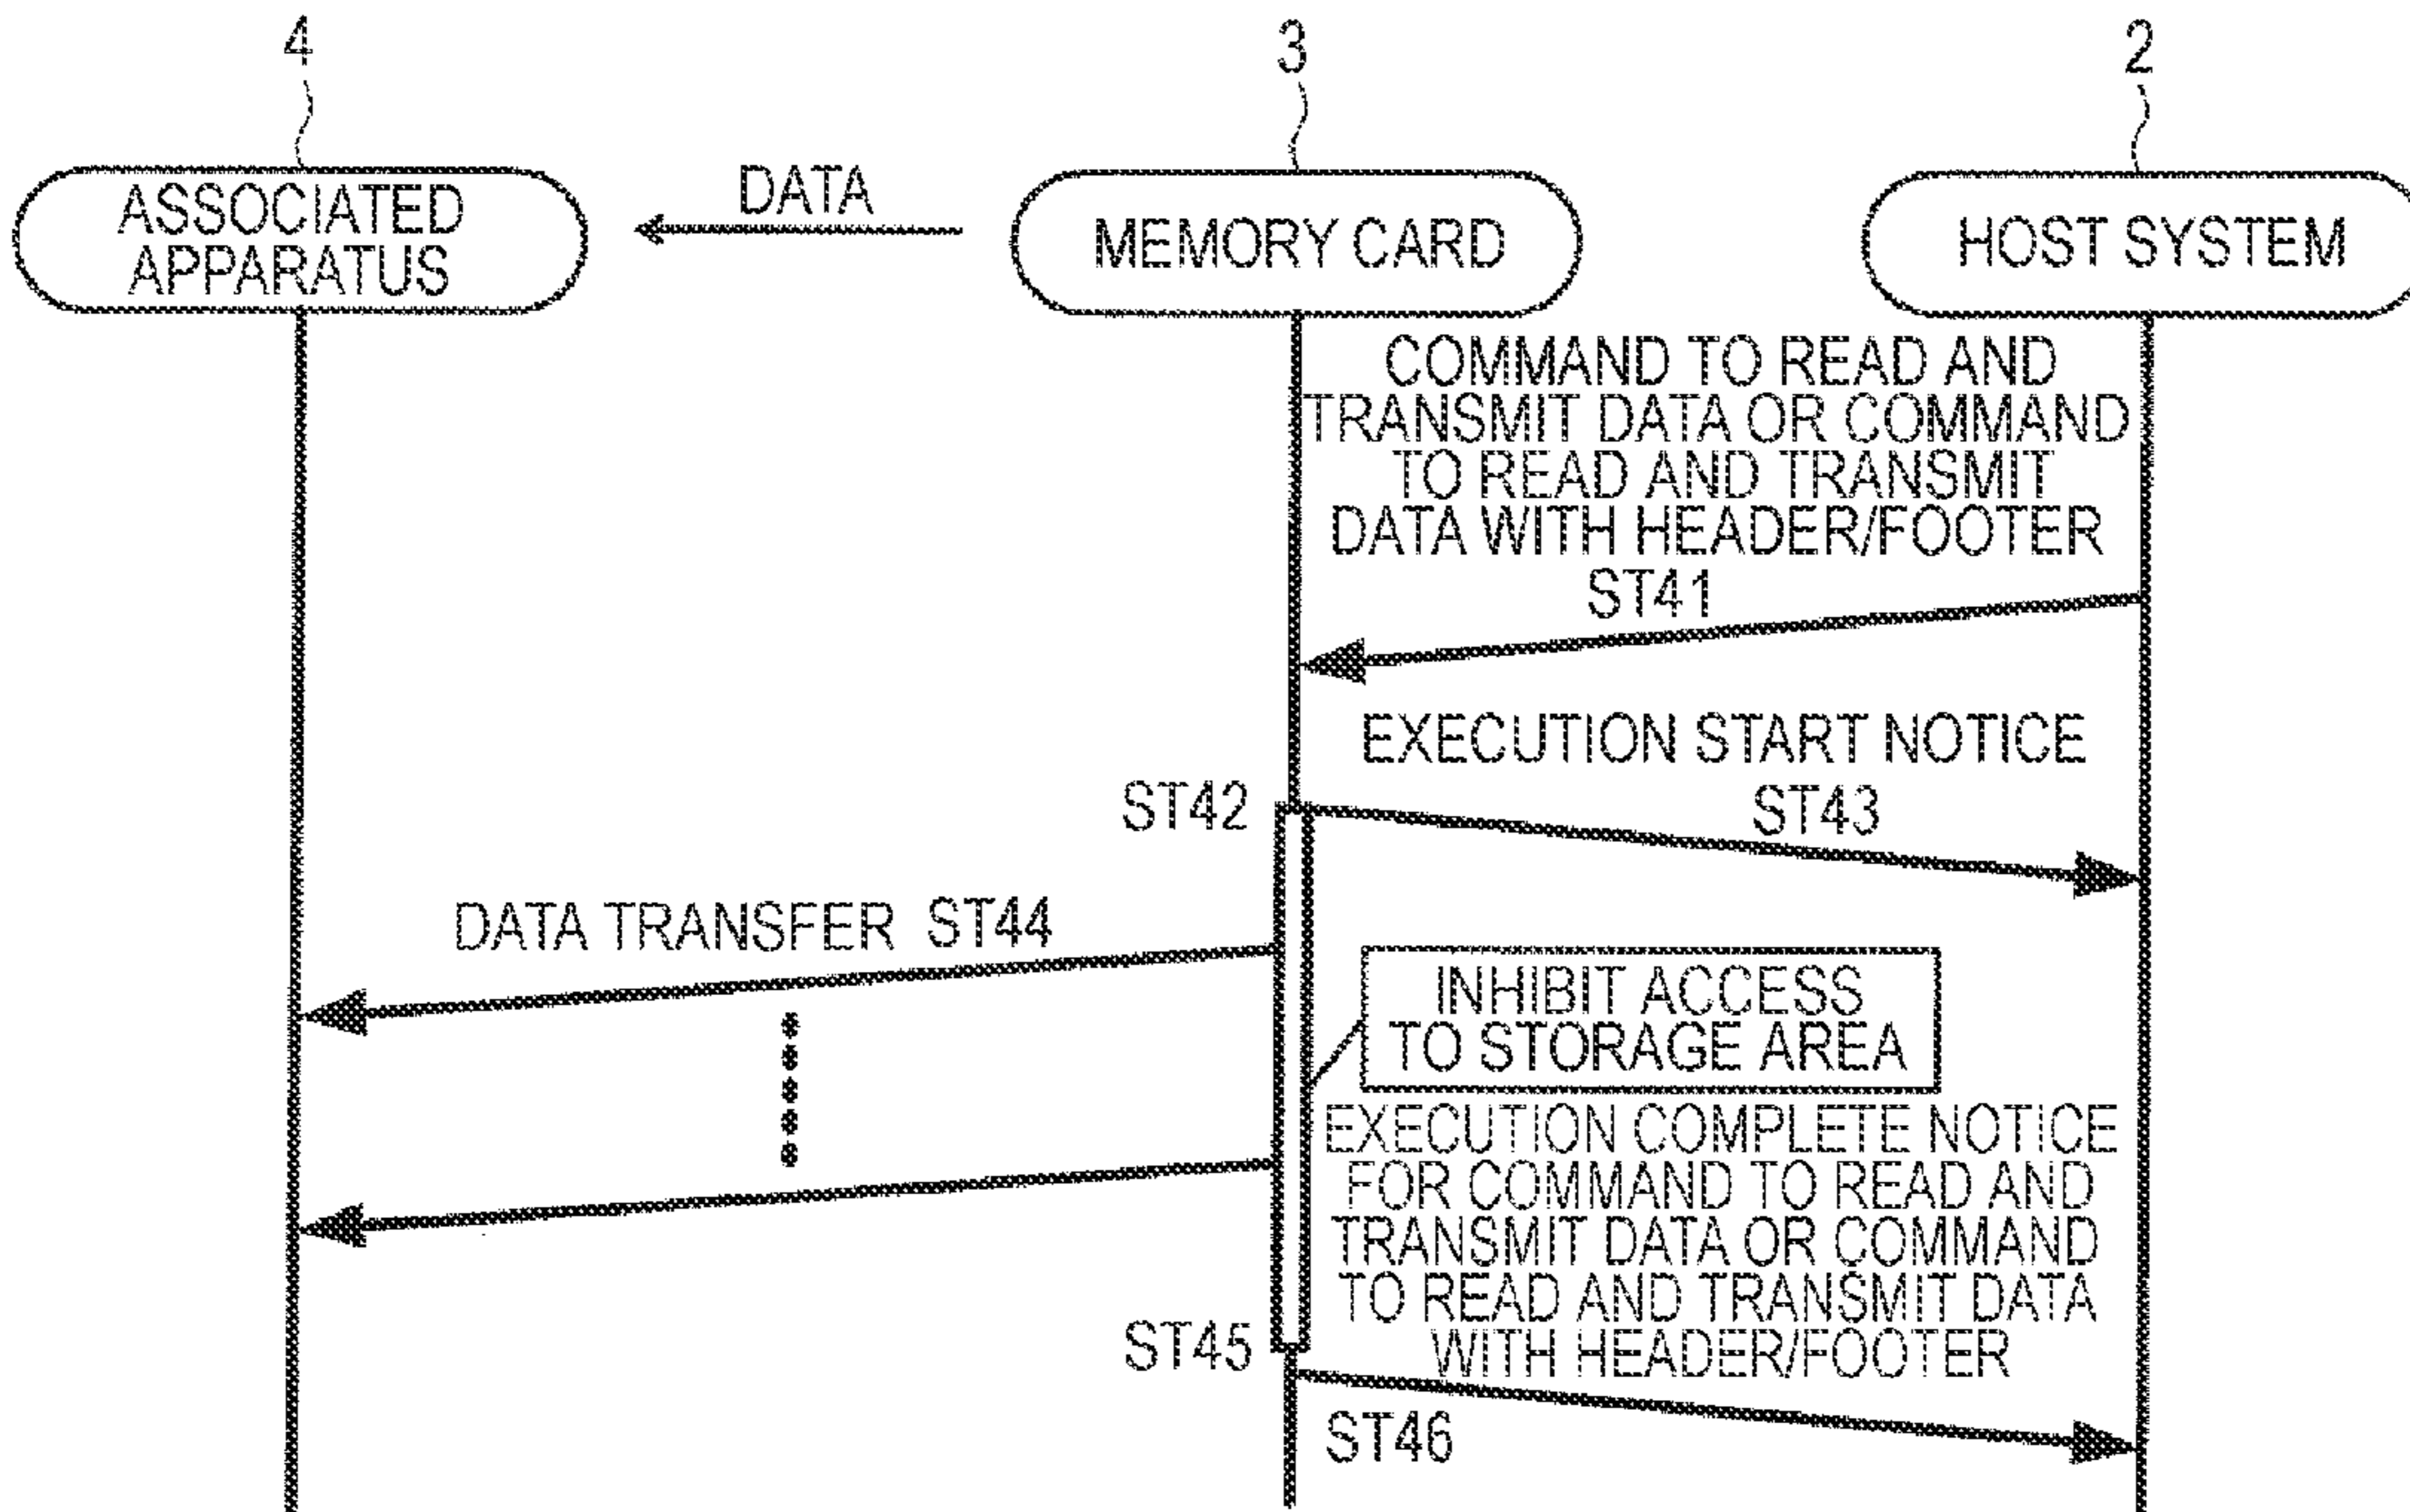 4
3
2
ASSOCIATED
APPARATUS
DATA
MEMORY CARD
HOST SYSTEM
COMMAND TO READ AND
TRANSMIT DATA OR COMMAND
TO READ AND TRANSMIT
DATA WITH HEADER/FOOTER
ST41
EXECUTION START NOTICE
ST42
ST43
DATA TRANSFER ST44
INHIBIT ACCESS
TO STORAGE AREA
EXECUTION COMPLETE NOTICE
FOR COMMAND TO READ AND
TRANSMIT DATA OR COMMAND
TO READ AND TRANSMIT DATA
WITH HEADER/FOOTER
ST45
ST46